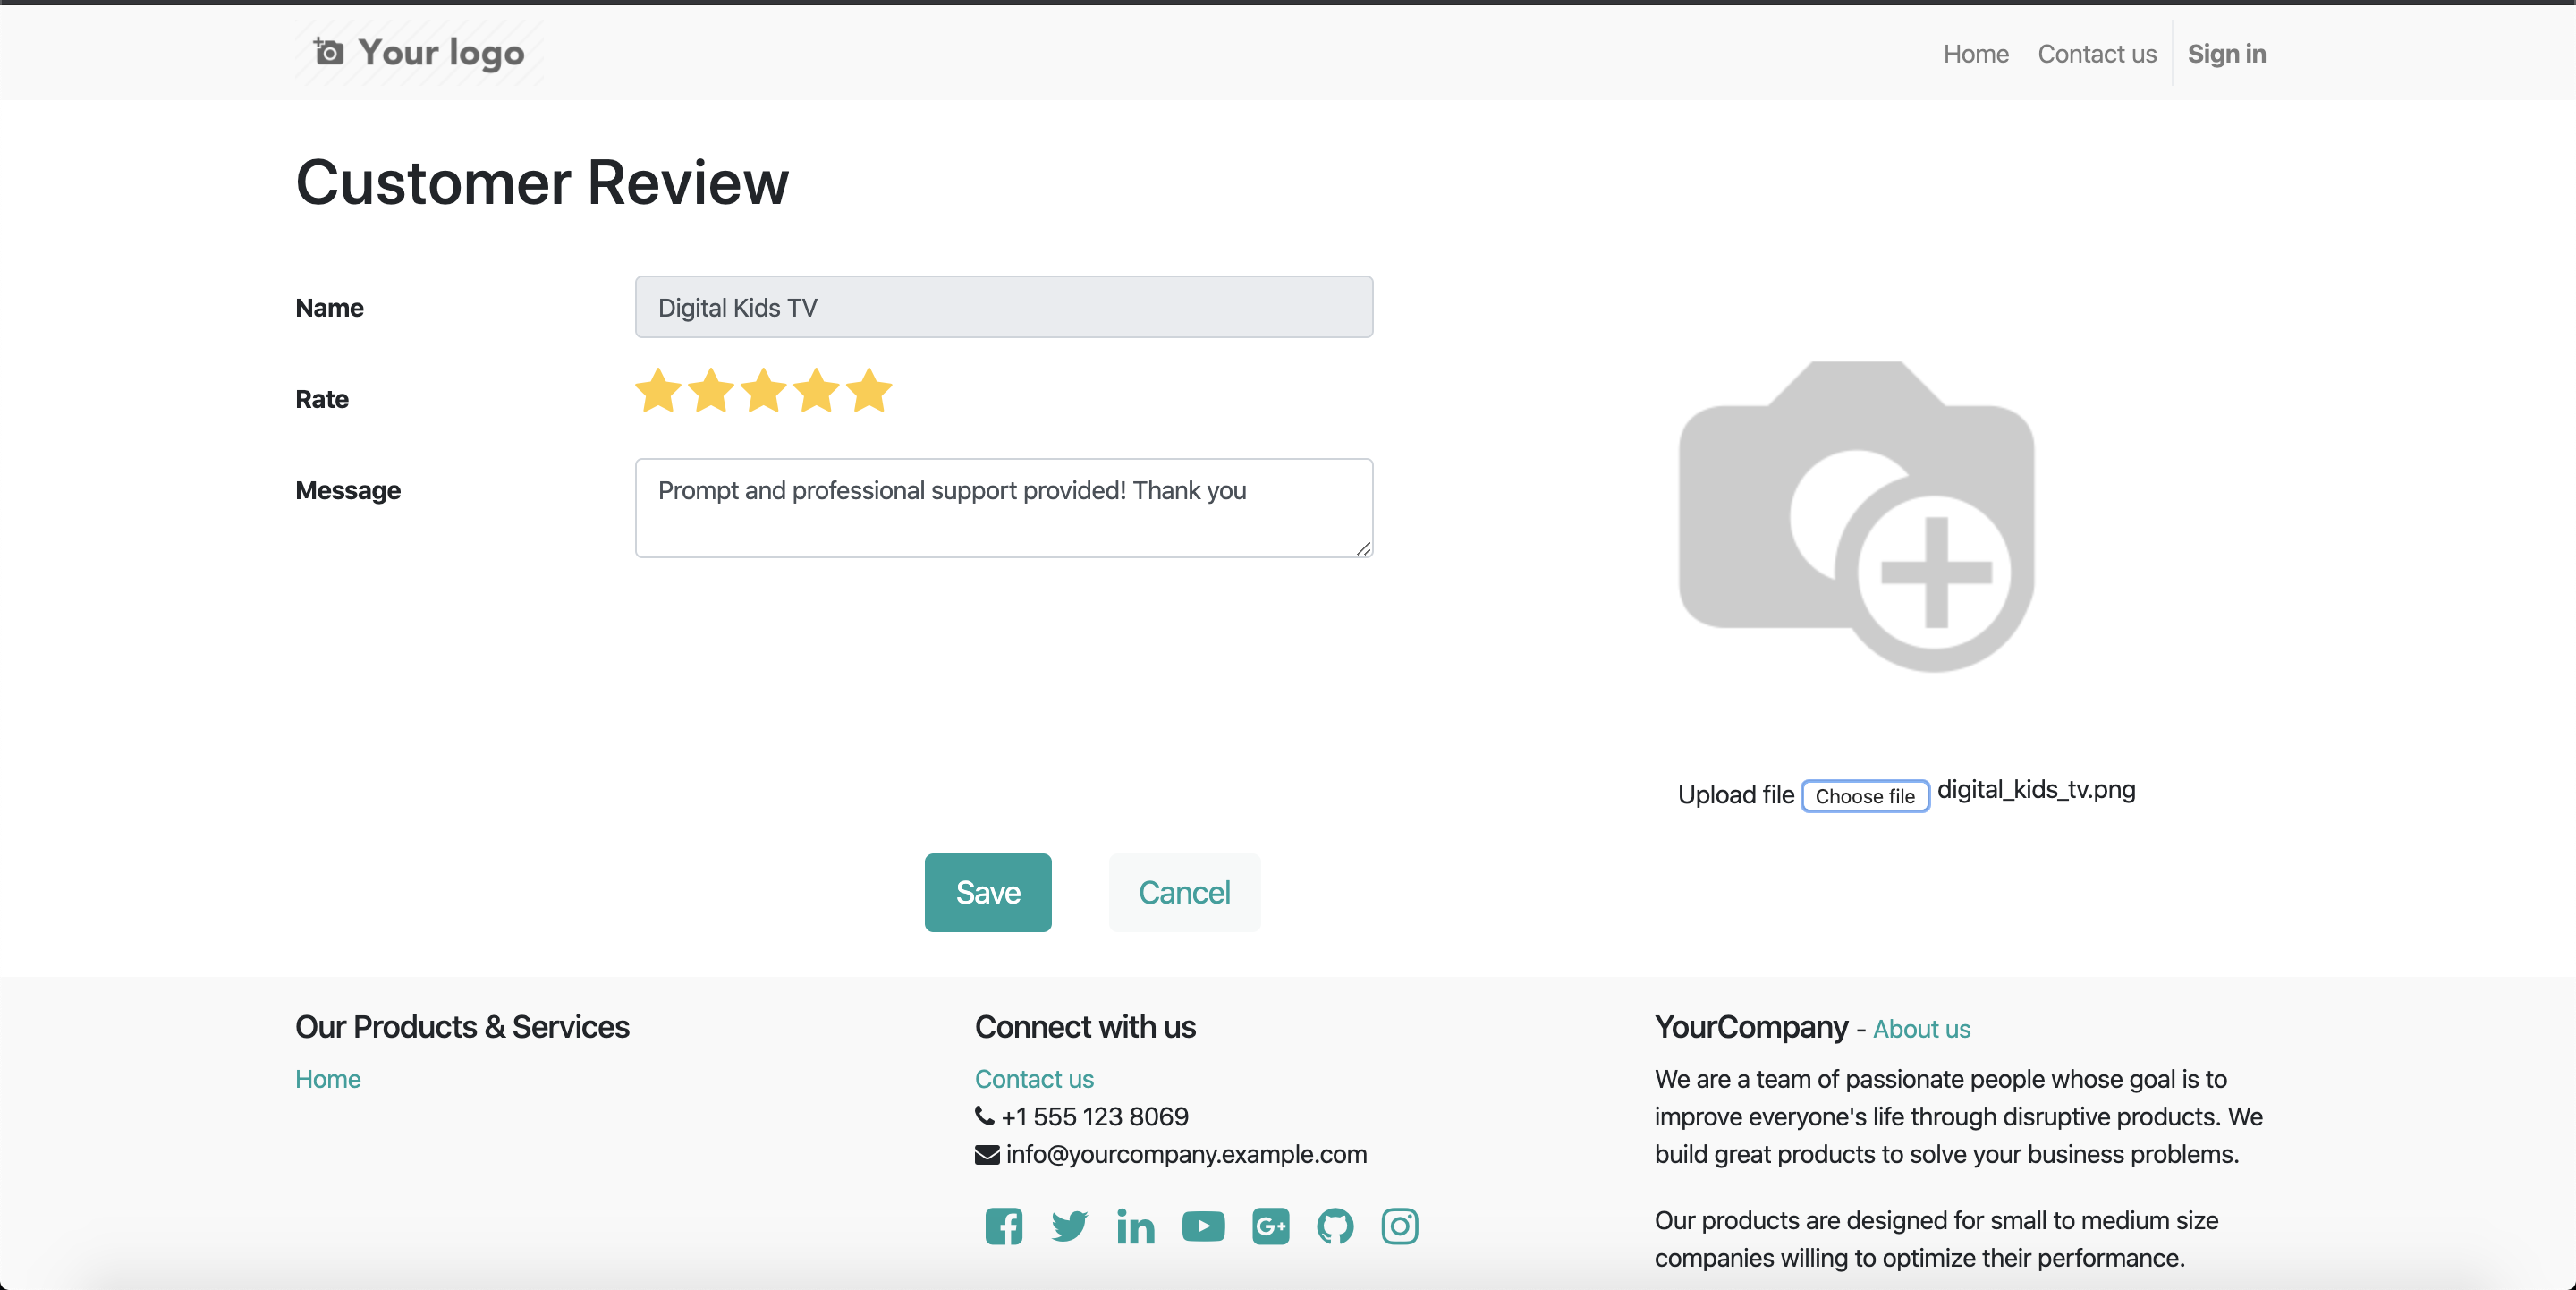 Your logo
Home Contact us Sign in
Customer Review
Name Digital Kids TV
Rate
Message Prompt and professional support provided! Thank you
Upload file Choose file digital_kids_tv.png
Save Cancel
Our Products & Services
Home
Connect with us
Contact us
+1 555 123 8069
info@yourcompany.example.com
G+
YourCompany - About us
We are a team of passionate people whose goal is to
improve everyone's life through disruptive products. We
build great products to solve your business problems.
Our products are designed for small to medium size
companies willing to optimize their performance.